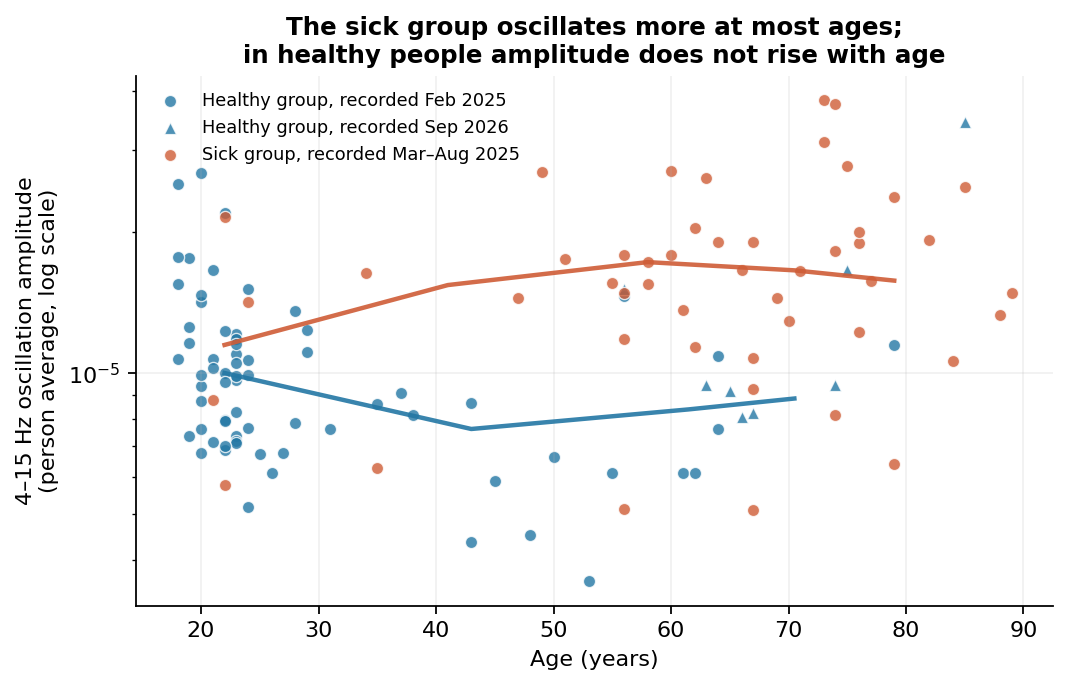 The sick group oscillates more at most ages;
in healthy people amplitude does not rise with age
Healthy group, recorded Feb 2025
Healthy group, recorded Sep 2026
Sick group, recorded Mar–Aug 2025
4–15 Hz oscillation amplitude
(person average, log scale)
10⁻⁵
20 30 40 50 60 70 80 90
Age (years)